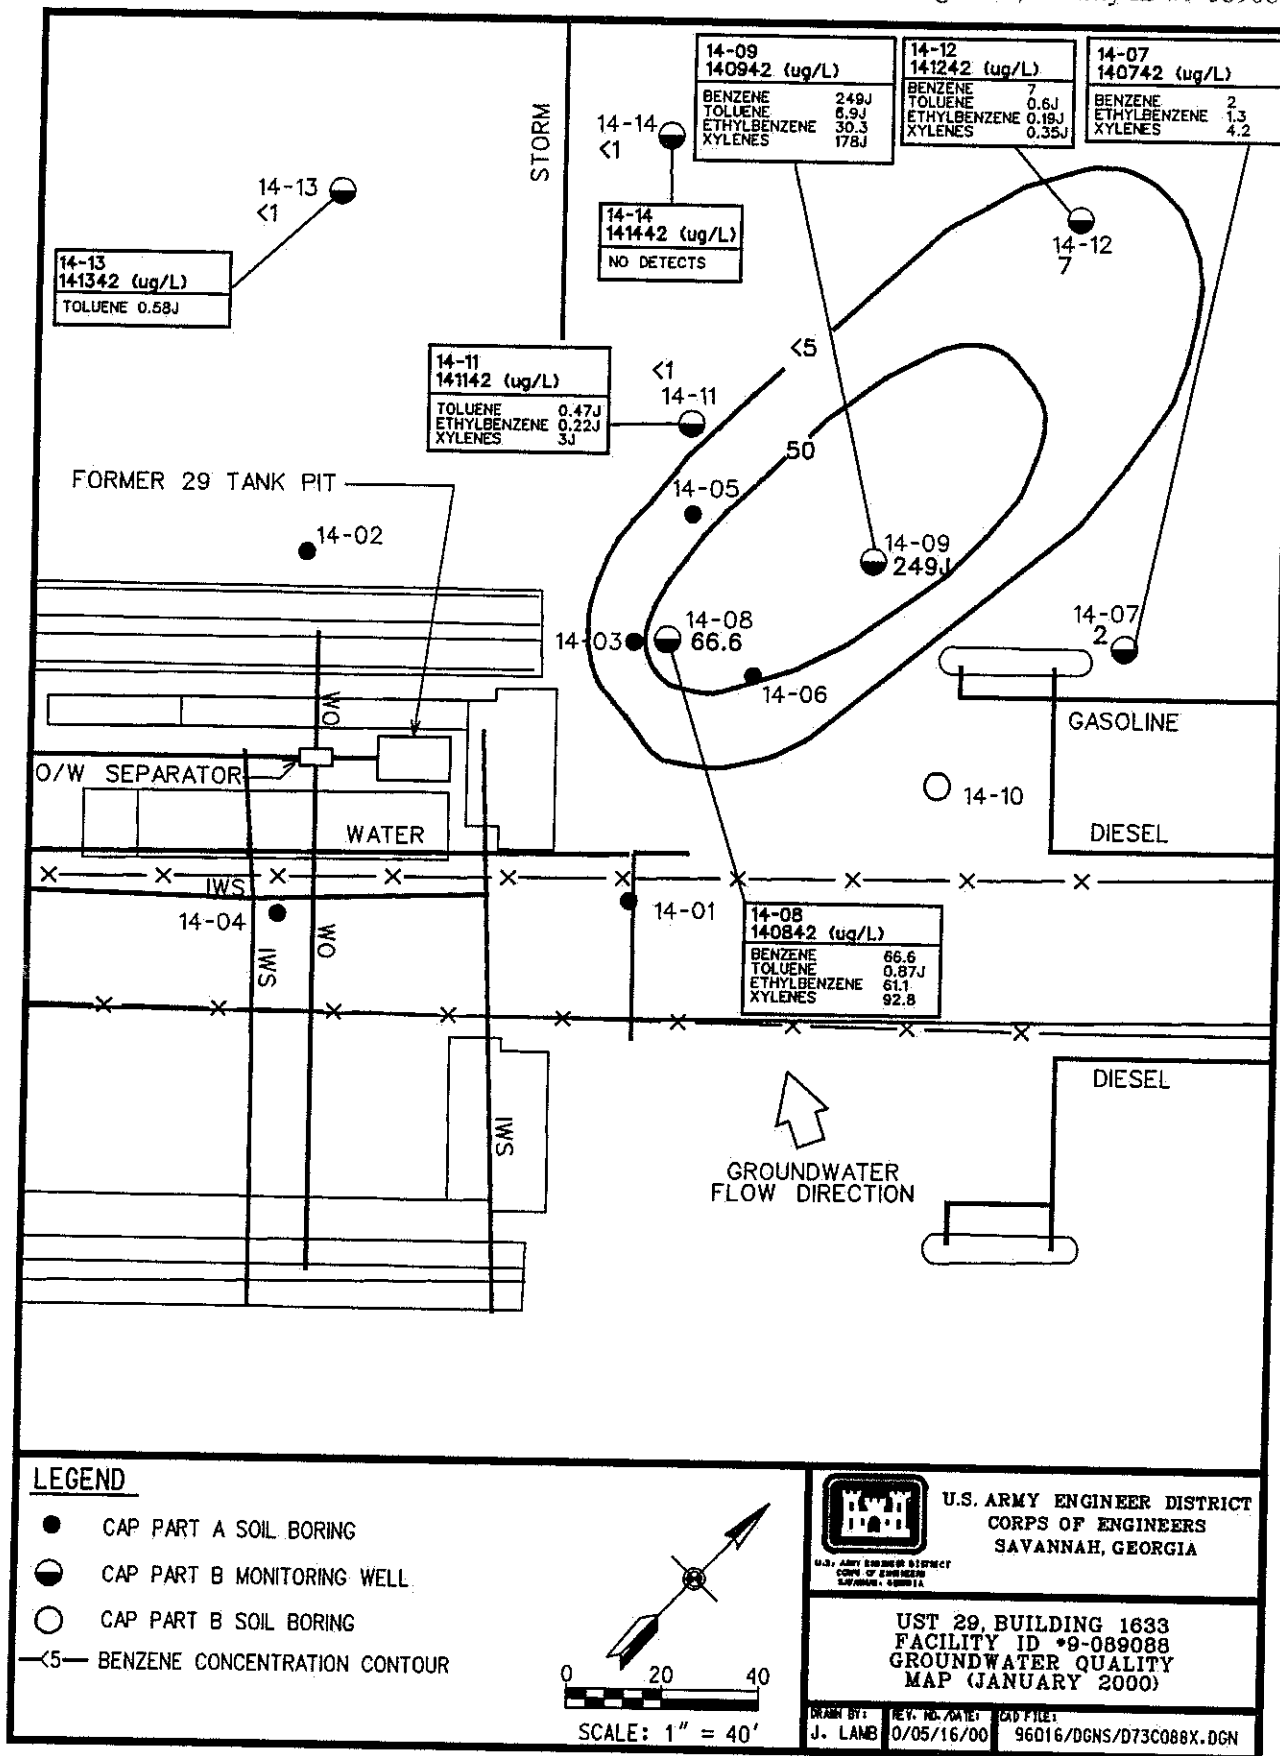 14-09
140942 (ug/L)
BENZENE 249J
TOLUENE 6.9J
ETHYLBENZENE 30.3
XYLENES 178J
14-12
141242 (ug/L)
BENZENE 7
TOLUENE 0.6J
ETHYLBENZENE 0.19J
XYLENES 0.35J
14-07
140742 (ug/L)
BENZENE 2
ETHYLBENZENE 1.3
XYLENES 4.2
STORM
14-14
<1
14-13
<1
14-14
141442 (ug/L)
NO DETECTS
14-12
7
14-13
141342 (ug/L)
TOLUENE 0.58J
<5
14-11
141142 (ug/L)
TOLUENE 0.47J
ETHYLBENZENE 0.22J
XYLENES 3J
<1
14-11
50
FORMER 29 TANK PIT
14-05
14-02
14-09
249J
14-03
14-08
66.6
14-07
2
14-06
WO
GASOLINE
O/W SEPARATOR
14-10
WATER
DIESEL
IWS
14-04
14-01
WO
IWS
14-08
140842 (ug/L)
BENZENE 66.6
TOLUENE 0.87J
ETHYLBENZENE 61.1
XYLENES 92.8
DIESEL
IWS
GROUNDWATER
FLOW DIRECTION
LEGEND
CAP PART A SOIL BORING
CAP PART B MONITORING WELL
CAP PART B SOIL BORING
<5 BENZENE CONCENTRATION CONTOUR
0 20 40
SCALE: 1" = 40'
U.S. ARMY ENGINEER DISTRICT
CORPS OF ENGINEERS
SAVANNAH, GEORGIA
U.S. ARMY ENGINEER DISTRICT
CORPS OF ENGINEERS
SAVANNAH, GEORGIA
UST 29, BUILDING 1633
FACILITY ID *9-089088
GROUNDWATER QUALITY
MAP (JANUARY 2000)
DRAWN BY:
J. LAMB
REV. NO./DATE:
0/05/16/00
CAD FILE:
96016/DGNS/D73C088X.DGN